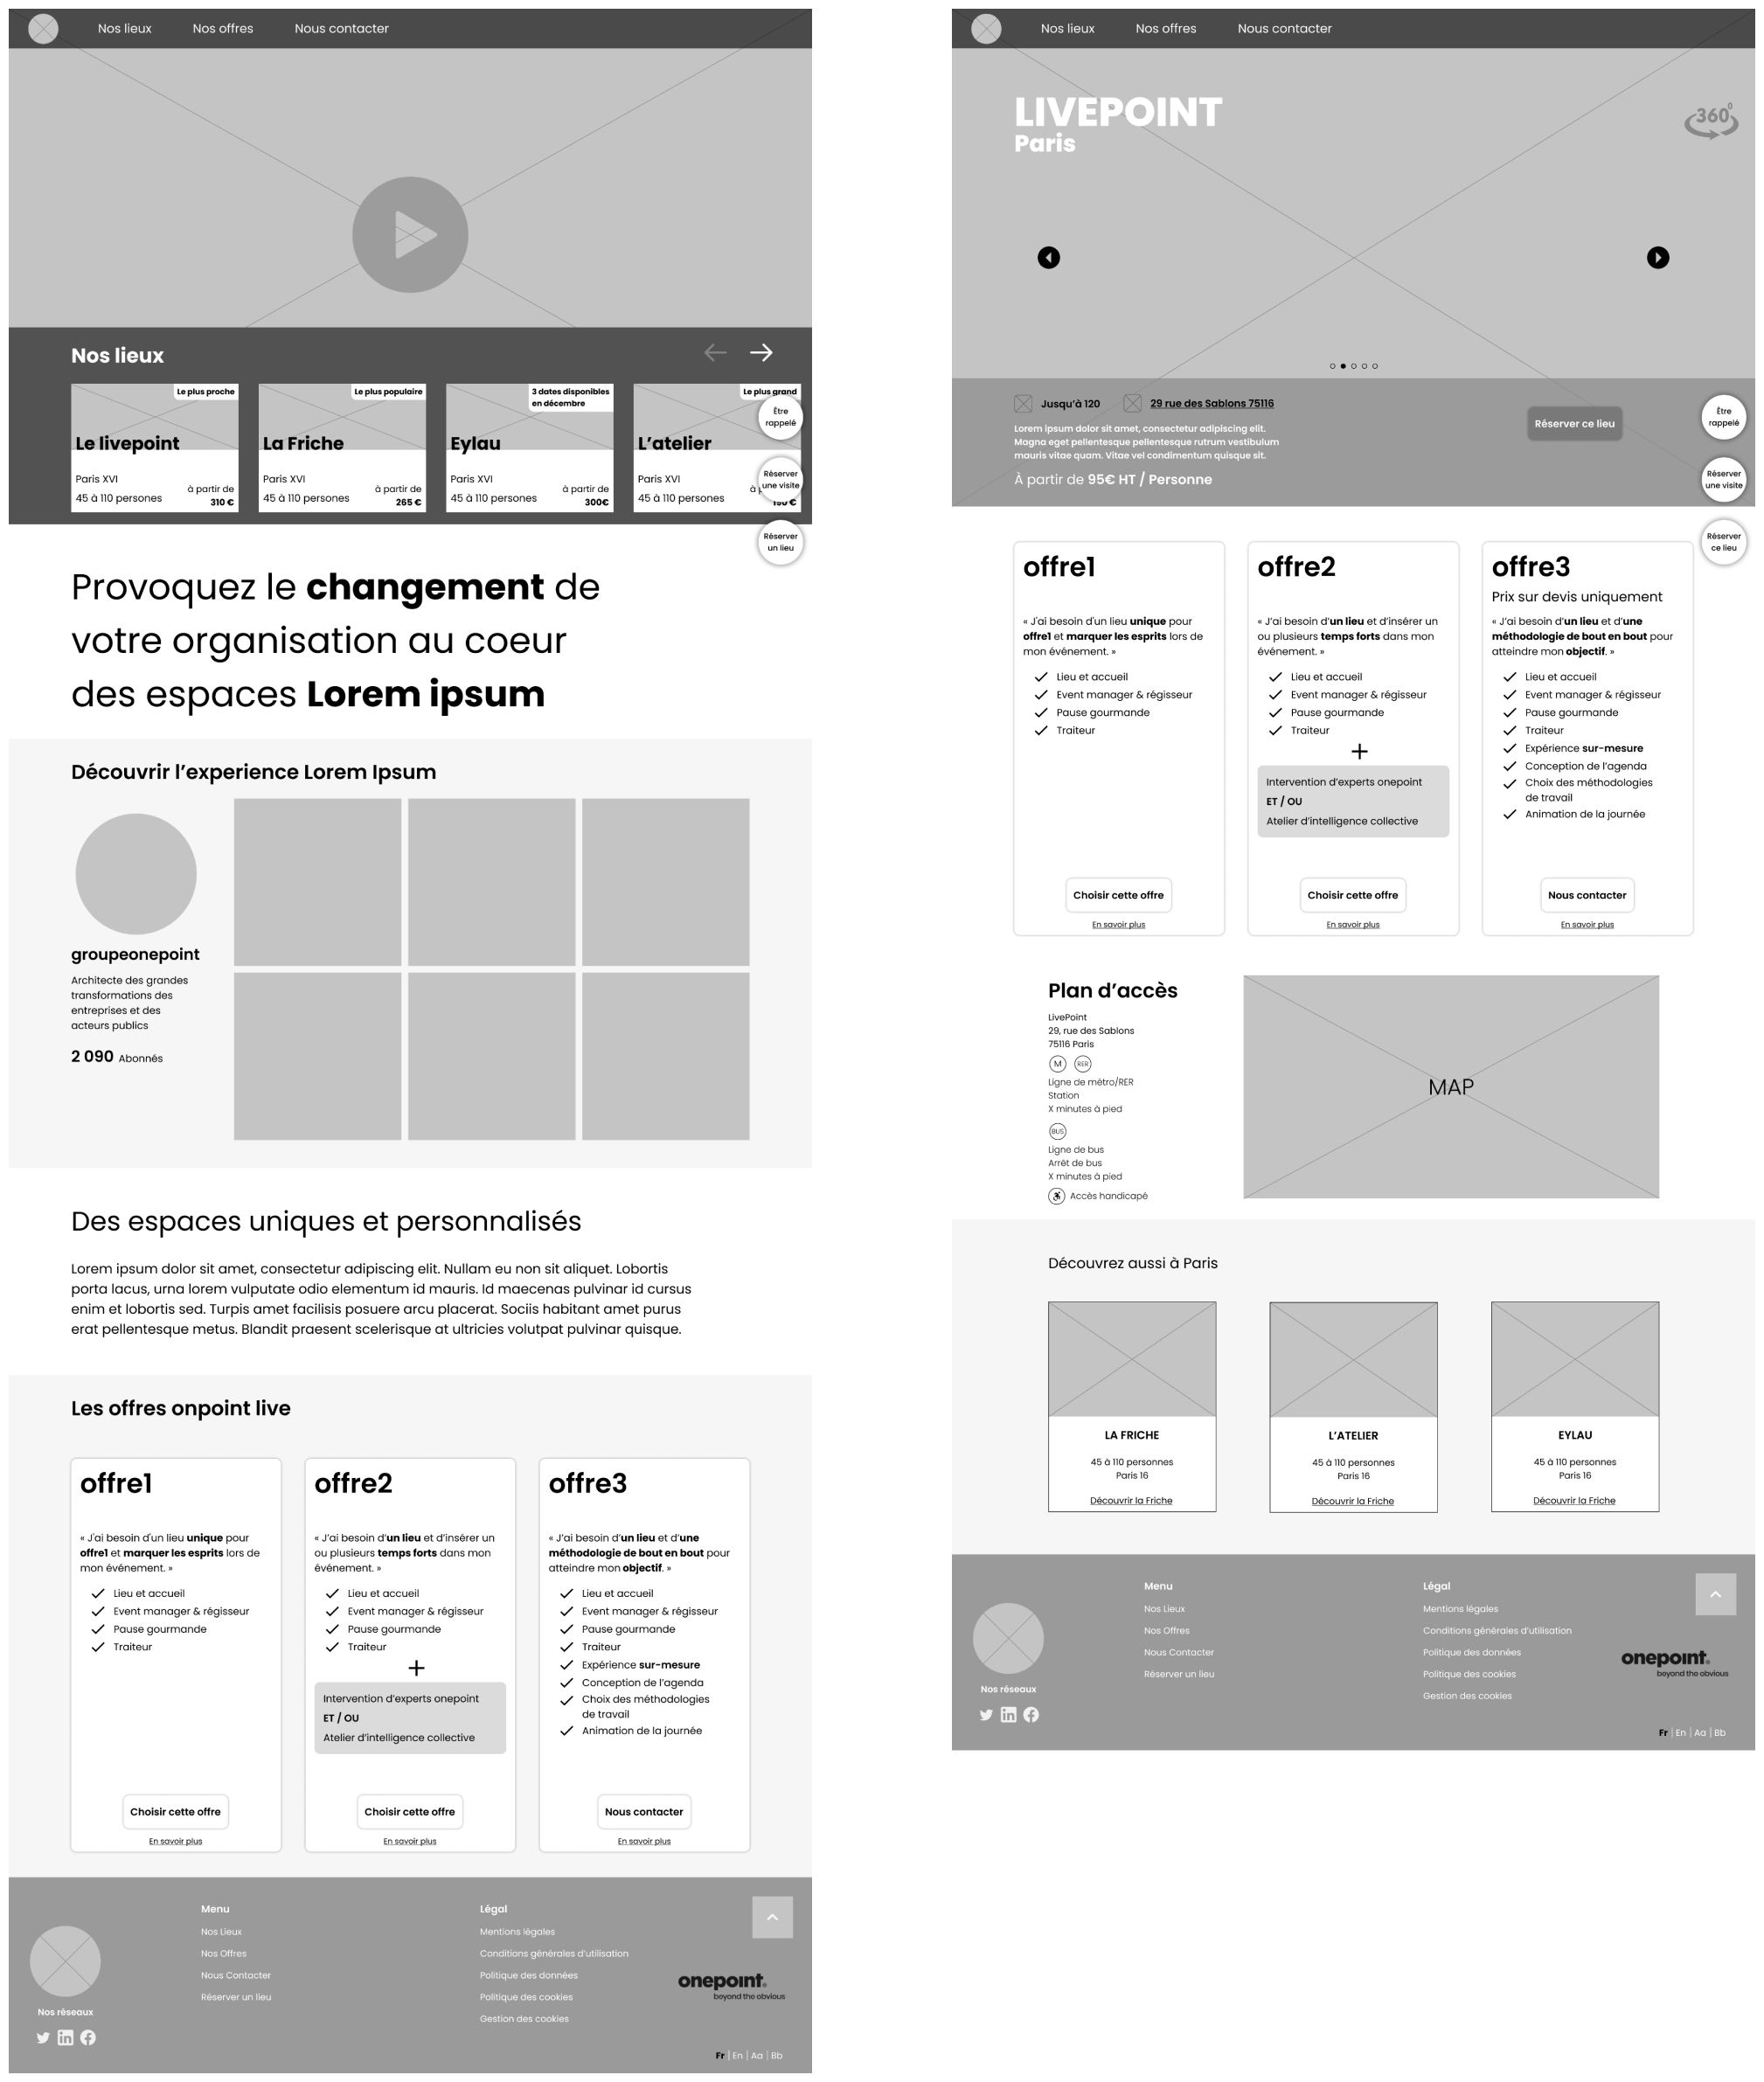 Nos lieux
Nos offres
Nous contacter
Nos lieux
Le plus proche
Le livepoint
Paris XVI
45 à 110 persones
à partir de
310 €
Le plus populaire
La Friche
Paris XVI
45 à 110 persones
à partir de
265 €
3 dates disponibles
en décembre
Eylau
Paris XVI
45 à 110 persones
à partir de
300€
Le plus grand
L’atelier
Paris XVI
45 à 110 persones
Être
rappelé
Réserver
une visite
Réserver
un lieu
Provoquez le changement de
votre organisation au coeur
des espaces Lorem ipsum
Découvrir l’experience Lorem Ipsum
groupeonepoint
Architecte des grandes
transformations des
entreprises et des
acteurs publics
2 090 Abonnés
Des espaces uniques et personnalisés
Lorem ipsum dolor sit amet, consectetur adipiscing elit. Nullam eu non sit aliquet. Lobortis
porta lacus, urna lorem vulputate odio elementum id mauris. Id maecenas pulvinar id cursus
enim et lobortis sed. Turpis amet facilisis posuere arcu placerat. Sociis habitant amet purus
erat pellentesque metus. Blandit praesent scelerisque at ultricies volutpat pulvinar quisque.
Les offres onpoint live
offre1
« J'ai besoin d'un lieu unique pour
offre1 et marquer les esprits lors de
mon événement. »
Lieu et accueil
Event manager & régisseur
Pause gourmande
Traiteur
Choisir cette offre
En savoir plus
offre2
« J’ai besoin d’un lieu et d’insérer un
ou plusieurs temps forts dans mon
événement. »
Lieu et accueil
Event manager & régisseur
Pause gourmande
Traiteur
+
Intervention d’experts onepoint
ET / OU
Atelier d’intelligence collective
Choisir cette offre
En savoir plus
offre3
« J’ai besoin d’un lieu et d’une
méthodologie de bout en bout pour
atteindre mon objectif. »
Lieu et accueil
Event manager & régisseur
Pause gourmande
Traiteur
Expérience sur-mesure
Conception de l’agenda
Choix des méthodologies
de travail
Animation de la journée
Nous contacter
En savoir plus
Nos réseaux
Menu
Nos Lieux
Nos Offres
Nous Contacter
Réserver un lieu
Légal
Mentions légales
Conditions générales d’utilisation
Politique des données
Politique des cookies
Gestion des cookies
onepoint.
beyond the obvious
Fr | En | Aa | Bb
Nos lieux
Nos offres
Nous contacter
LIVEPOINT
Paris
360°
Jusqu’à 120
29 rue des Sablons 75116
Lorem ipsum dolor sit amet, consectetur adipiscing elit.
Magna eget pellentesque pellentesque rutrum vestibulum
mauris vitae quam. Vitae vel condimentum quisque sit.
À partir de 95€ HT / Personne
Réserver ce lieu
Être
rappelé
Réserver
une visite
Réserver
ce lieu
offre1
« J'ai besoin d'un lieu unique pour
offre1 et marquer les esprits lors de
mon événement. »
Lieu et accueil
Event manager & régisseur
Pause gourmande
Traiteur
Choisir cette offre
En savoir plus
offre2
« J’ai besoin d’un lieu et d’insérer un
ou plusieurs temps forts dans mon
événement. »
Lieu et accueil
Event manager & régisseur
Pause gourmande
Traiteur
+
Intervention d’experts onepoint
ET / OU
Atelier d’intelligence collective
Choisir cette offre
En savoir plus
offre3
Prix sur devis uniquement
« J’ai besoin d’un lieu et d’une
méthodologie de bout en bout pour
atteindre mon objectif. »
Lieu et accueil
Event manager & régisseur
Pause gourmande
Traiteur
Expérience sur-mesure
Conception de l’agenda
Choix des méthodologies
de travail
Animation de la journée
Nous contacter
En savoir plus
Plan d’accès
LivePoint
29, rue des Sablons
75116 Paris
M
RER
Ligne de métro/RER
Station
X minutes à pied
BUS
Ligne de bus
Arrêt de bus
X minutes à pied
Accès handicapé
MAP
Découvrez aussi à Paris
LA FRICHE
45 à 110 personnes
Paris 16
Découvrir la Friche
L’ATELIER
45 à 110 personnes
Paris 16
Découvrir la Friche
EYLAU
45 à 110 personnes
Paris 16
Découvrir la Friche
Nos réseaux
Menu
Nos Lieux
Nos Offres
Nous Contacter
Réserver un lieu
Légal
Mentions légales
Conditions générales d’utilisation
Politique des données
Politique des cookies
Gestion des cookies
onepoint.
beyond the obvious
Fr | En | Aa | Bb